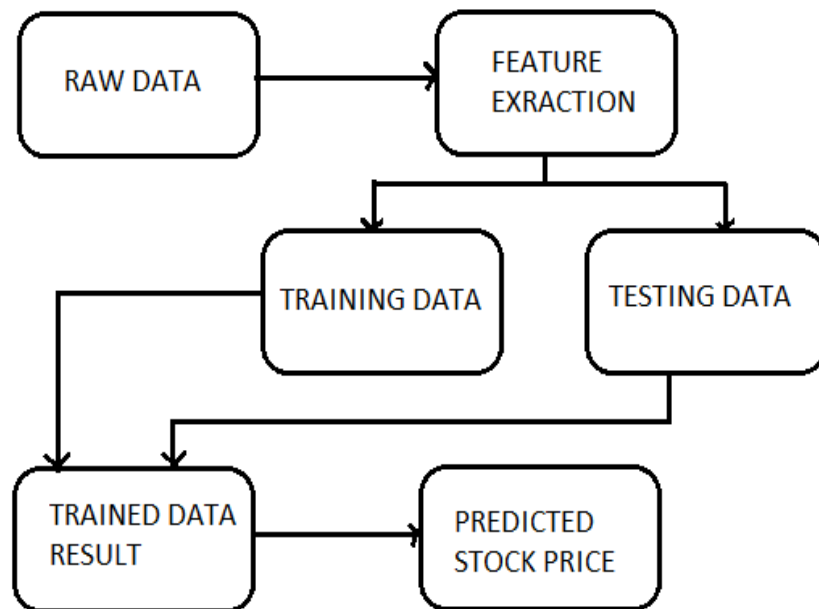 RAW DATA
FEATURE
EXRACTION
TRAINING DATA
TESTING DATA
TRAINED DATA
RESULT
PREDICTED
STOCK PRICE